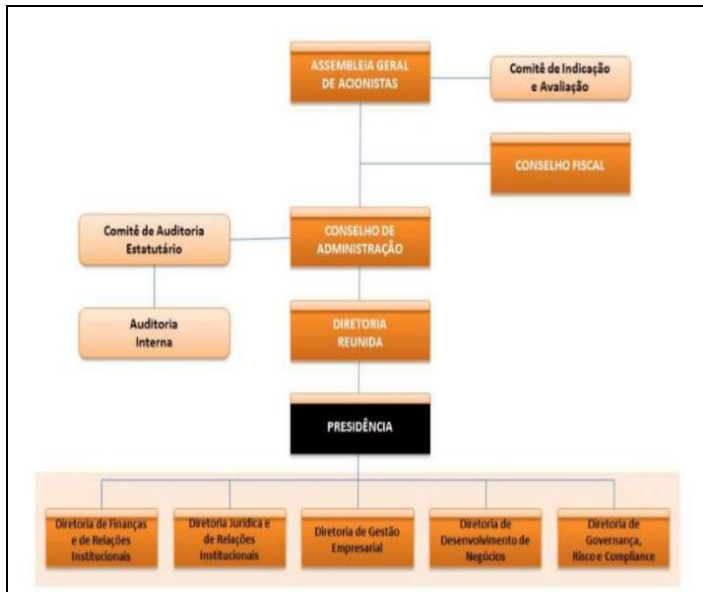 ASSEMBLEIA GERAL
DE ACIONISTAS
Comitê de Indicação
e Avaliação
CONSELHO FISCAL
Comitê de Auditoria
Estatutário
CONSELHO DE
ADMINISTRAÇÃO
Auditoria
Interna
DIRETORIA
REUNIDA
PRESIDÊNCIA
Diretoria de Finanças
e de Relações
Institucionais
Diretoria Jurídica e
de Relações
Institucionais
Diretoria de Gestão
Empresarial
Diretoria de
Desenvolvimento de
Negócios
Diretoria de
Governança,
Risco e Compliance